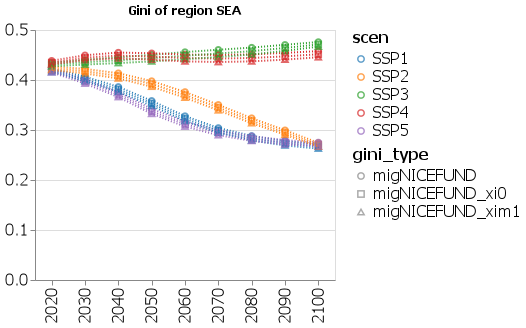 Gini of region SEA
0.5
0.4
0.3
0.2
0.1
0.0
2020
2030
2040
2050
2060
2070
2080
2090
2100
scen
SSP1
SSP2
SSP3
SSP4
SSP5
gini_type
migNICEFUND
migNICEFUND_xi0
migNICEFUND_xim1